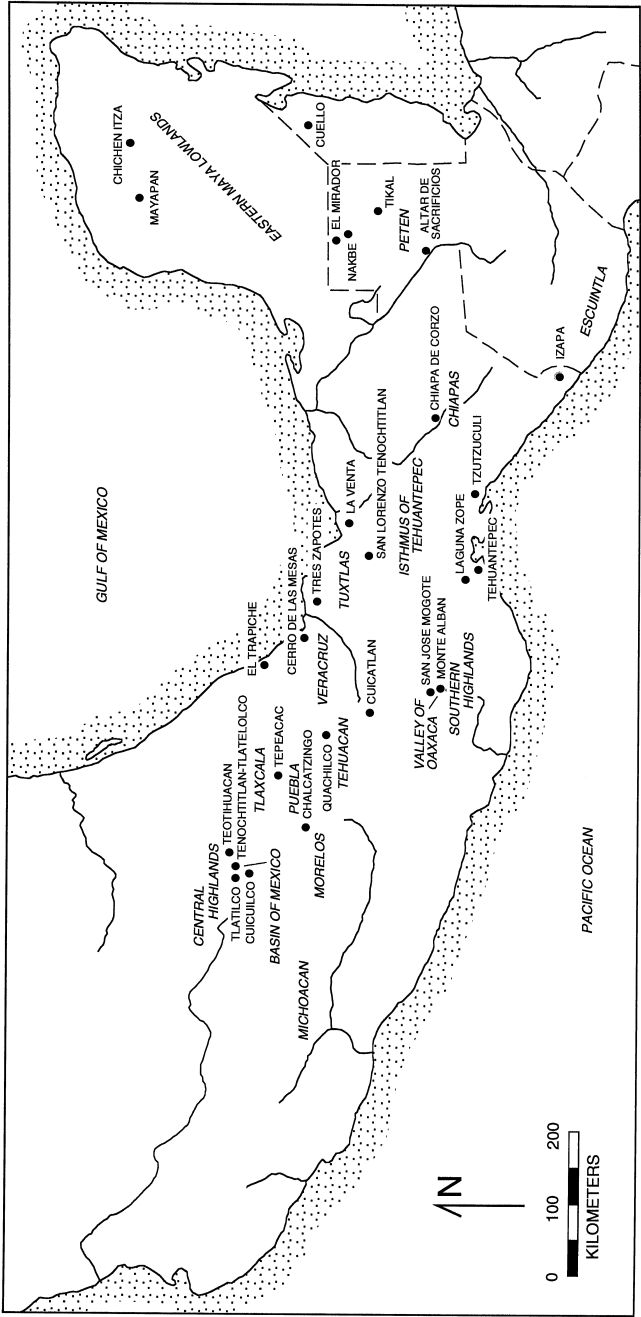 GULF OF MEXICO
CHICHEN ITZA
MAYAPAN
EASTERN MAYA LOWLANDS
CUELLO
EL MIRADOR
NAKBE
TIKAL
PETEN
ALTAR DE
SACRIFICIOS
EL TRAPICHE
CERRO DE LAS MESAS
TRES ZAPOTES
TUXTLAS
LA VENTA
SAN LORENZO TENOCHTITLAN
VERACRUZ
CUICATLAN
CENTRAL
HIGHLANDS
TEOTIHUACAN
TENOCHTITLAN-TLATELOLCO
TLATILCO
CUICUILCO
TLAXCALA
BASIN OF MEXICO
TEPEACAC
PUEBLA
CHALCATZINGO
MORELOS
QUACHILCO
TEHUACAN
MICHOACAN
ISTHMUS OF
TEHUANTEPEC
CHIAPA DE CORZO
CHIAPAS
SAN JOSE MOGOTE
MONTE ALBAN
VALLEY OF
OAXACA
SOUTHERN
HIGHLANDS
LAGUNA ZOPE
TEHUANTEPEC
TZUTZUCULI
IZAPA
ESCUINTLA
PACIFIC OCEAN
N
0 100 200
KILOMETERS